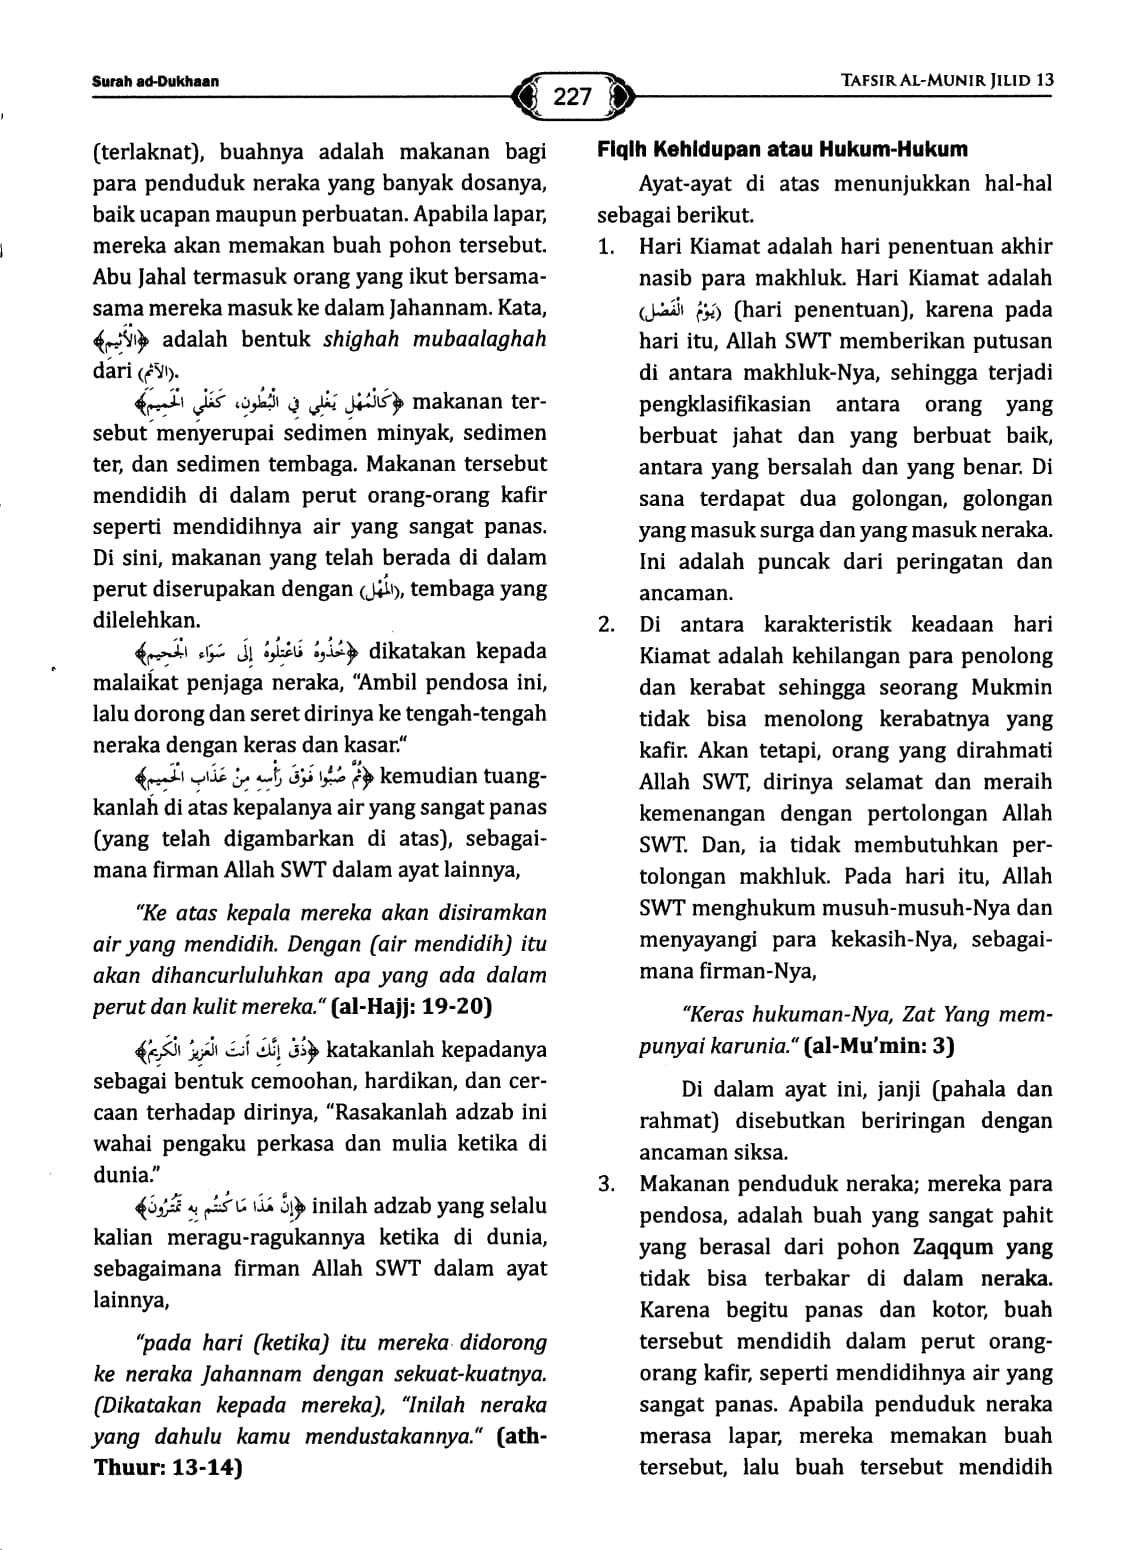 Surah ad-Dukhaan
227
TAFSIR AL-MUNIR JILID 13
(terlaknat), buahnya adalah makanan bagi
para penduduk neraka yang banyak dosanya,
baik ucapan maupun perbuatan. Apabila lapar,
mereka akan memakan buah pohon tersebut.
Abu Jahal termasuk orang yang ikut bersama-
sama mereka masuk ke dalam Jahannam. Kata,
﴿الْأَثِيْمِ﴾ adalah bentuk shighah mubaalaghah
dari (الآثم).
﴿كَالْمُهْلِ يَغْلِي فِي الْبُطُونِ، كَغَلْيِ الْحَمِيمِ﴾ makanan ter-
sebut menyerupai sedimen minyak, sedimen
ter, dan sedimen tembaga. Makanan tersebut
mendidih di dalam perut orang-orang kafir
seperti mendidihnya air yang sangat panas.
Di sini, makanan yang telah berada di dalam
perut diserupakan dengan (المُهْل), tembaga yang
dilelehkan.
﴿خُذُوهُ فَاعْتِلُوهُ إِلَى سَوَاءِ الْجَحِيمِ﴾ dikatakan kepada
malaikat penjaga neraka, “Ambil pendosa ini,
lalu dorong dan seret dirinya ke tengah-tengah
neraka dengan keras dan kasar.“
﴿ثُمَّ صُبُّوا فَوْقَ رَأْسِهِ مِنْ عَذَابِ الْحَمِيمِ﴾ kemudian tuang-
kanlah di atas kepalanya air yang sangat panas
(yang telah digambarkan di atas), sebagai-
mana firman Allah SWT dalam ayat lainnya,
“Ke atas kepala mereka akan disiramkan
air yang mendidih. Dengan (air mendidih) itu
akan dihancurluluhkan apa yang ada dalam
perut dan kulit mereka.“ (al-Hajj: 19-20)
﴿ذُقْ إِنَّكَ أَنتَ الْعَزِيزُ الْكَرِيمُ﴾ katakanlah kepadanya
sebagai bentuk cemoohan, hardikan, dan cer-
caan terhadap dirinya, “Rasakanlah adzab ini
wahai pengaku perkasa dan mulia ketika di
dunia.”
﴿إِنَّ هَذَا مَا كُنتُم بِهِ تَمْتَرُونَ﴾ inilah adzab yang selalu
kalian meragu-ragukannya ketika di dunia,
sebagaimana firman Allah SWT dalam ayat
lainnya,
“pada hari (ketika) itu mereka didorong
ke neraka Jahannam dengan sekuat-kuatnya.
(Dikatakan kepada mereka), “Inilah neraka
yang dahulu kamu mendustakannya.“ (ath-
Thuur: 13-14)
Fiqih Kehidupan atau Hukum-Hukum
Ayat-ayat di atas menunjukkan hal-hal
sebagai berikut.
1. Hari Kiamat adalah hari penentuan akhir
nasib para makhluk. Hari Kiamat adalah
(يَوْمُ الْفَصْلِ) (hari penentuan), karena pada
hari itu, Allah SWT memberikan putusan
di antara makhluk-Nya, sehingga terjadi
pengklasifikasian antara orang yang
berbuat jahat dan yang berbuat baik,
antara yang bersalah dan yang benar. Di
sana terdapat dua golongan, golongan
yang masuk surga dan yang masuk neraka.
Ini adalah puncak dari peringatan dan
ancaman.
2. Di antara karakteristik keadaan hari
Kiamat adalah kehilangan para penolong
dan kerabat sehingga seorang Mukmin
tidak bisa menolong kerabatnya yang
kafir. Akan tetapi, orang yang dirahmati
Allah SWT, dirinya selamat dan meraih
kemenangan dengan pertolongan Allah
SWT. Dan, ia tidak membutuhkan per-
tolongan makhluk. Pada hari itu, Allah
SWT menghukum musuh-musuh-Nya dan
menyayangi para kekasih-Nya, sebagai-
mana firman-Nya,
“Keras hukuman-Nya, Zat Yang mem-
punyai karunia.“ (al-Mu’min: 3)
Di dalam ayat ini, janji (pahala dan
rahmat) disebutkan beriringan dengan
ancaman siksa.
3. Makanan penduduk neraka; mereka para
pendosa, adalah buah yang sangat pahit
yang berasal dari pohon Zaqqum yang
tidak bisa terbakar di dalam neraka.
Karena begitu panas dan kotor, buah
tersebut mendidih dalam perut orang-
orang kafir, seperti mendidihnya air yang
sangat panas. Apabila penduduk neraka
merasa lapar, mereka memakan buah
tersebut, lalu buah tersebut mendidih